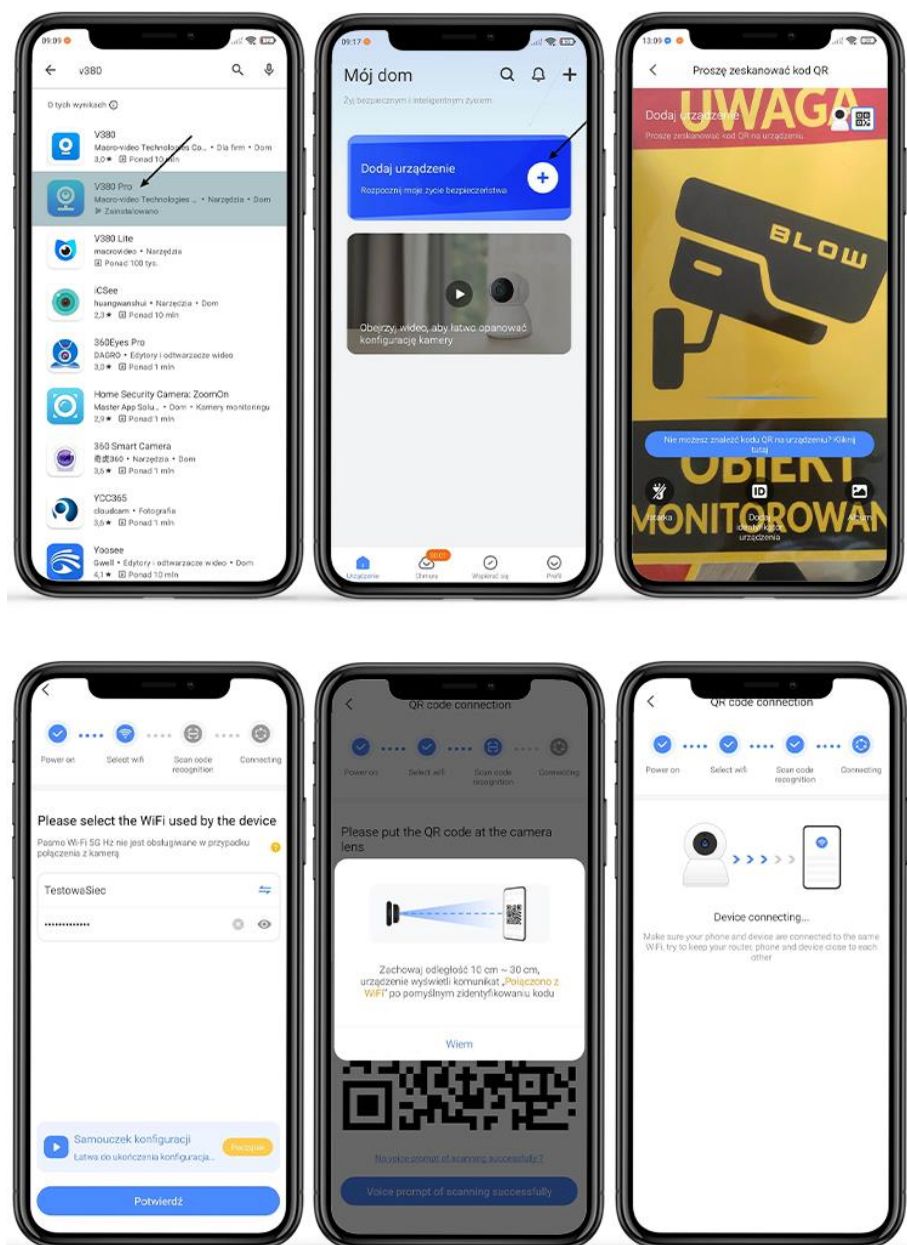 09:09
v380
O tych wynikach
V380
Macro-video Technologies Co... • Dla firm • Dom
3,0★ Ponad 10 mln
V380 Pro
Macro-video Technologies ... • Narzędzia • Dom
Zainstalowano
V380 Lite
macrovideo • Narzędzia
Ponad 100 tys.
iCSee
huangwanshui • Narzędzia • Dom
2,3★ Ponad 10 mln
360Eyes Pro
DAGRO • Edytory i odtwarzacze wideo
3,0★ Ponad 1 mln
Home Security Camera: ZoomOn
Master App Solu... • Dom • Kamery monitoringu
2,9★ Ponad 1 mln
360 Smart Camera
奇虎360 • Narzędzia • Dom
3,6★ Ponad 1 mln
YCC365
cloudcam • Fotografia
3,6★ Ponad 1 mln
Yoosee
Gwell • Edytory i odtwarzacze wideo • Dom
4,1★ Ponad 10 mln
09:17
Mój dom
Żyj bezpiecznym i inteligentnym życiem
Dodaj urządzenie
Rozpocznij moje życie bezpieczeństwa
Obejrzyj wideo, aby łatwo opanować
konfigurację kamery
Urządzenie
Chmura
Wspierać się
Profil
13:09
Proszę zeskanować kod QR
UWAGA
Dodaj urządzenie
Proszę zeskanować kod QR na urządzeniu
BLOW
Nie możesz znaleźć kodu QR na urządzeniu? Kliknij
tutaj
OBIEKT
MONITOROWAN
latarka
Dodaj
identyfikator
urządzenia
Album
Power on
Select wifi
Scan code
recognition
Connecting
Please select the WiFi used by the device
Pasmo Wi-Fi 5G Hz nie jest obsługiwane w przypadku
połączenia z kamerą
TestowaSiec
Samouczek konfiguracji
Łatwa do ukończenia konfiguracja...
Potwierdź
QR code connection
Power on
Select wifi
Scan code
recognition
Connecting
Please put the QR code at the camera
lens
Zachowaj odległość 10 cm ~ 30 cm,
urządzenie wyświetli komunikat „Połączono z
WiFi" po pomyślnym zidentyfikowaniu kodu
Wiem
No voice prompt of scanning successfully ?
Voice prompt of scanning successfully
QR code connection
Power on
Select wifi
Scan code
recognition
Connecting
Device connecting...
Make sure your phone and device are connected to the same
WiFi, try to keep your router, phone and device close to each
other